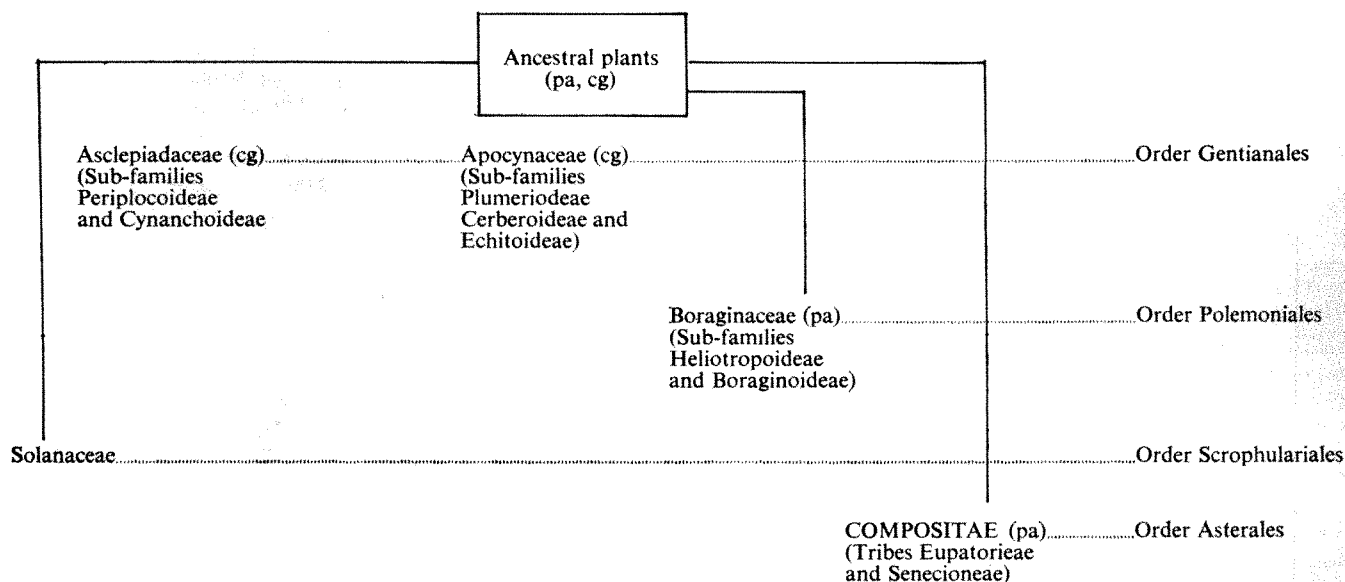 Ancestral plants
(pa, cg)
Asclepiadaceae (cg) Apocynaceae (cg) Order Gentianales
(Sub-families
Periplocoideae
and Cynanchoideae
(Sub-families
Plumeriodeae
Cerberoideae and
Echitoideae)
Boraginaceae (pa) Order Polemoniales
(Sub-families
Heliotropoideae
and Boraginoideae)
Solanaceae Order Scrophulariales
COMPOSITAE (pa) Order Asterales
(Tribes Eupatorieae
and Senecioneae)